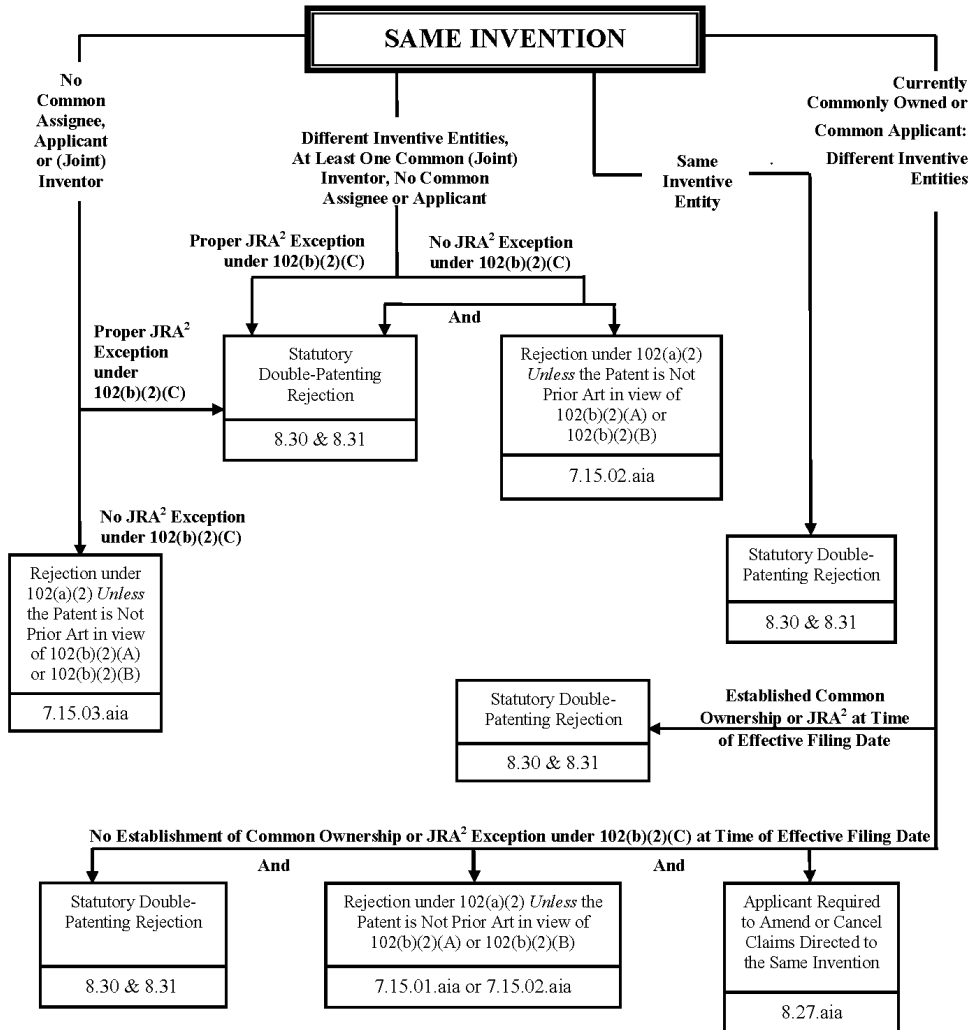 SAME INVENTION
No
Common
Assignee,
Applicant
or (Joint)
Inventor
Different Inventive Entities,
At Least One Common (Joint)
Inventor, No Common
Assignee or Applicant
Same
Inventive
Entity
Currently
Commonly Owned or
Common Applicant:
Different Inventive
Entities
Proper JRA² Exception
under 102(b)(2)(C)
No JRA² Exception
under 102(b)(2)(C)
And
Proper JRA²
Exception
under
102(b)(2)(C)
Statutory
Double-Patenting
Rejection
8.30 & 8.31
Rejection under 102(a)(2)
Unless the Patent is Not
Prior Art in view of
102(b)(2)(A) or
102(b)(2)(B)
7.15.02.aia
No JRA² Exception
under 102(b)(2)(C)
Rejection under
102(a)(2) Unless
the Patent is Not
Prior Art in view
of 102(b)(2)(A)
or 102(b)(2)(B)
7.15.03.aia
Statutory Double-
Patenting Rejection
8.30 & 8.31
Statutory Double-
Patenting Rejection
8.30 & 8.31
Established Common
Ownership or JRA² at Time
of Effective Filing Date
No Establishment of Common Ownership or JRA² Exception under 102(b)(2)(C) at Time of Effective Filing Date
And
And
Statutory Double-
Patenting Rejection
8.30 & 8.31
Rejection under 102(a)(2) Unless the
Patent is Not Prior Art in view of
102(b)(2)(A) or 102(b)(2)(B)
7.15.01.aia or 7.15.02.aia
Applicant Required
to Amend or Cancel
Claims Directed to
the Same Invention
8.27.aia